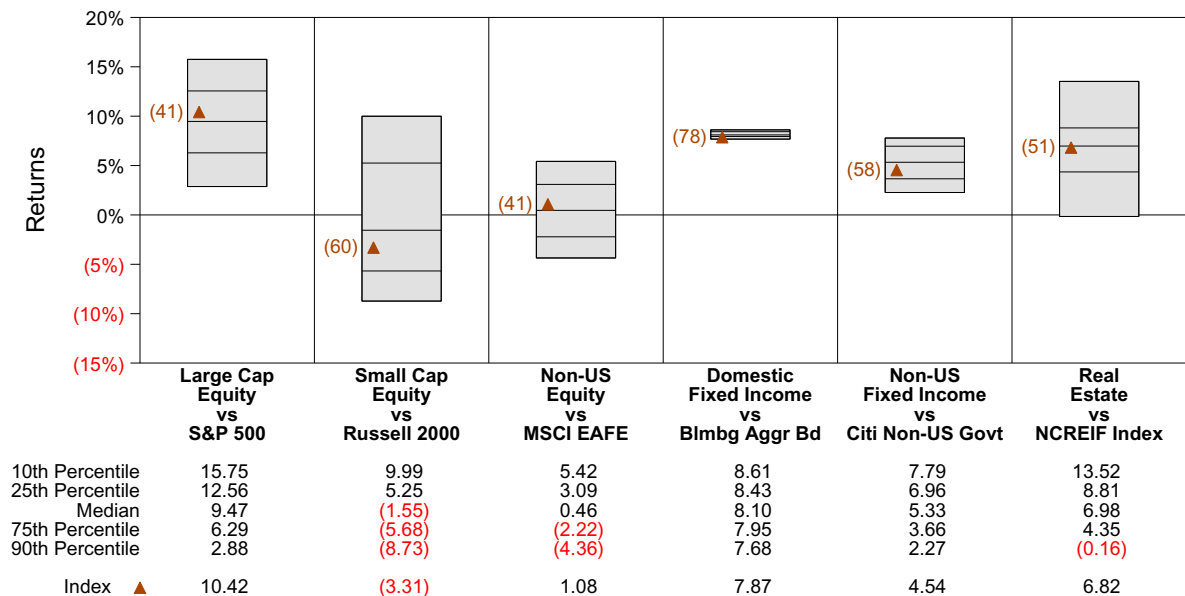 20%
15%
10%
5%
0%
(5%)
(10%)
(15%)
Returns
(41)
(60)
(41)
(78)
(58)
(51)
Large Cap
Equity
vs
S&P 500
Small Cap
Equity
vs
Russell 2000
Non-US
Equity
vs
MSCI EAFE
Domestic
Fixed Income
vs
Blmbg Aggr Bd
Non-US
Fixed Income
vs
Citi Non-US Govt
Real
Estate
vs
NCREIF Index
10th Percentile 15.75 9.99 5.42 8.61 7.79 13.52
25th Percentile 12.56 5.25 3.09 8.43 6.96 8.81
Median 9.47 (1.55) 0.46 8.10 5.33 6.98
75th Percentile 6.29 (5.68) (2.22) 7.95 3.66 4.35
90th Percentile 2.88 (8.73) (4.36) 7.68 2.27 (0.16)
Index 10.42 (3.31) 1.08 7.87 4.54 6.82